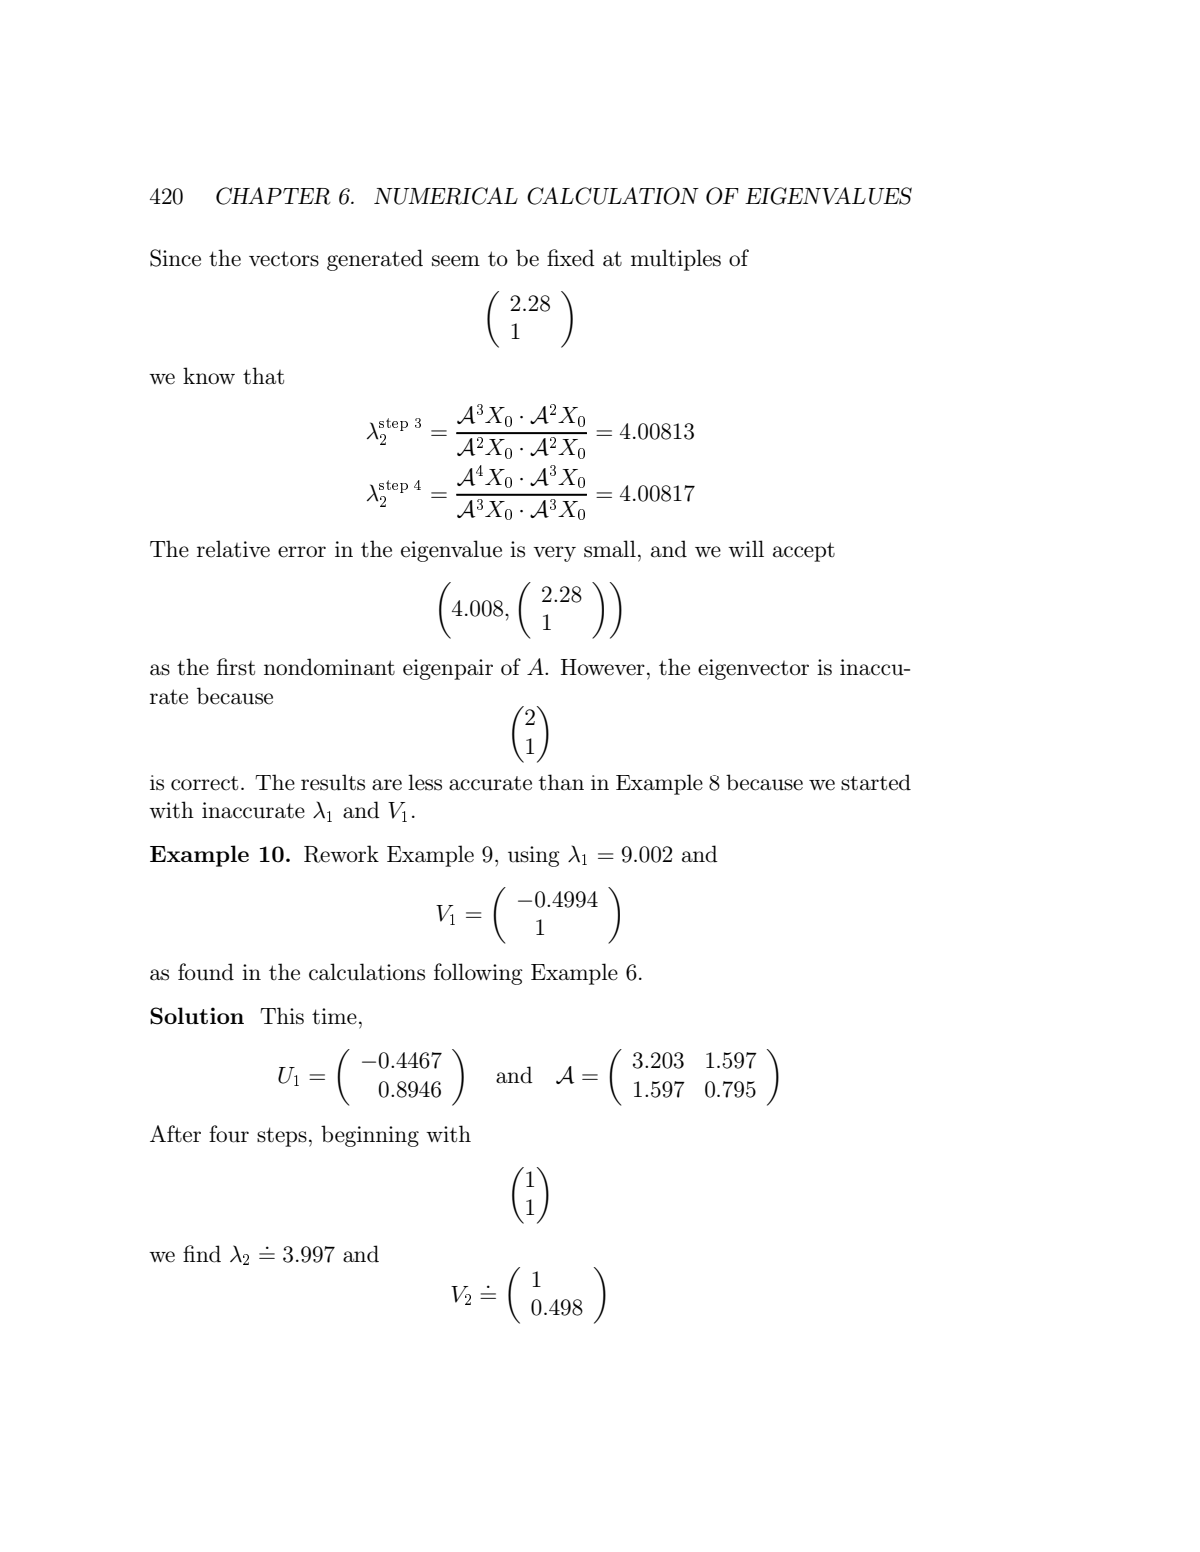 420 CHAPTER 6. NUMERICAL CALCULATION OF EIGENVALUES
Since the vectors generated seem to be fixed at multiples of
( 2.28
1 )
we know that
λ₂^{step 3} = (𝒜³X₀ · 𝒜²X₀) / (𝒜²X₀ · 𝒜²X₀) = 4.00813
λ₂^{step 4} = (𝒜⁴X₀ · 𝒜³X₀) / (𝒜³X₀ · 𝒜³X₀) = 4.00817
The relative error in the eigenvalue is very small, and we will accept
(4.008, ( 2.28
1 ))
as the first nondominant eigenpair of A. However, the eigenvector is inaccu-
rate because
(2
1)
is correct. The results are less accurate than in Example 8 because we started
with inaccurate λ₁ and V₁.
Example 10. Rework Example 9, using λ₁ = 9.002 and
V₁ = ( −0.4994
1 )
as found in the calculations following Example 6.
Solution This time,
U₁ = ( −0.4467
0.8946 ) and 𝒜 = ( 3.203 1.597
1.597 0.795 )
After four steps, beginning with
(1
1)
we find λ₂ ≐ 3.997 and
V₂ ≐ ( 1
0.498 )